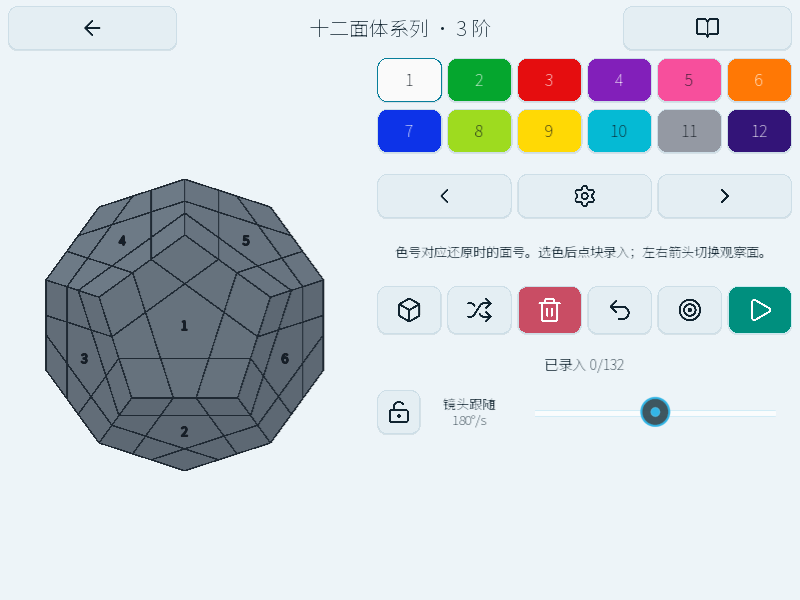 十二面体系列 · 3 阶
1 2 3 4 5 6
7 8 9 10 11 12
色号对应还原时的面号。选色后点块录入；左右箭头切换观察面。
已录入 0/132
镜头跟随
180°/s
4 5
1
3 6
2